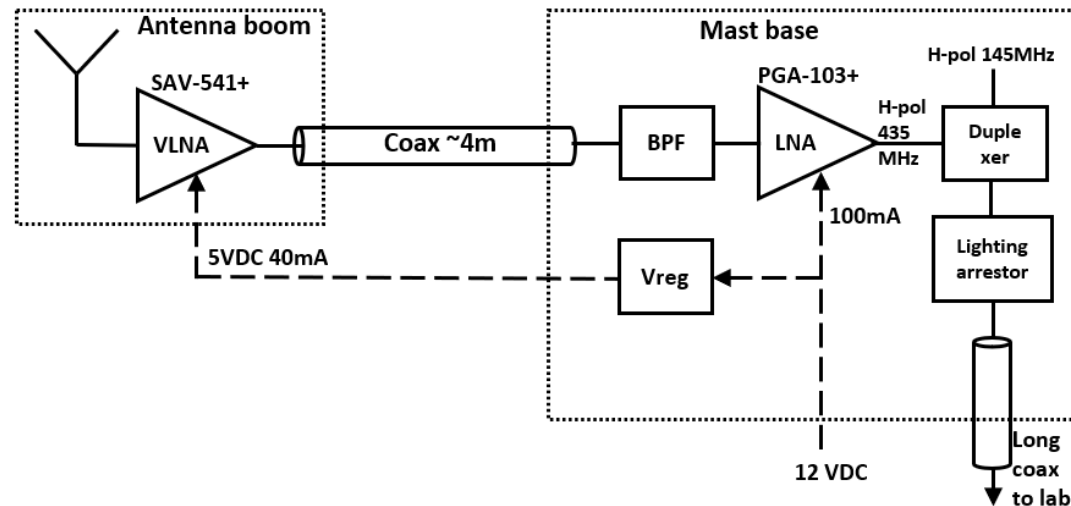 Antenna boom
SAV-541+
VLNA
Coax ~4m
5VDC 40mA
Mast base
BPF
PGA-103+
LNA
H-pol
435
MHz
H-pol 145MHz
Duple
xer
100mA
Vreg
Lighting
arrestor
12 VDC
Long
coax
to lab